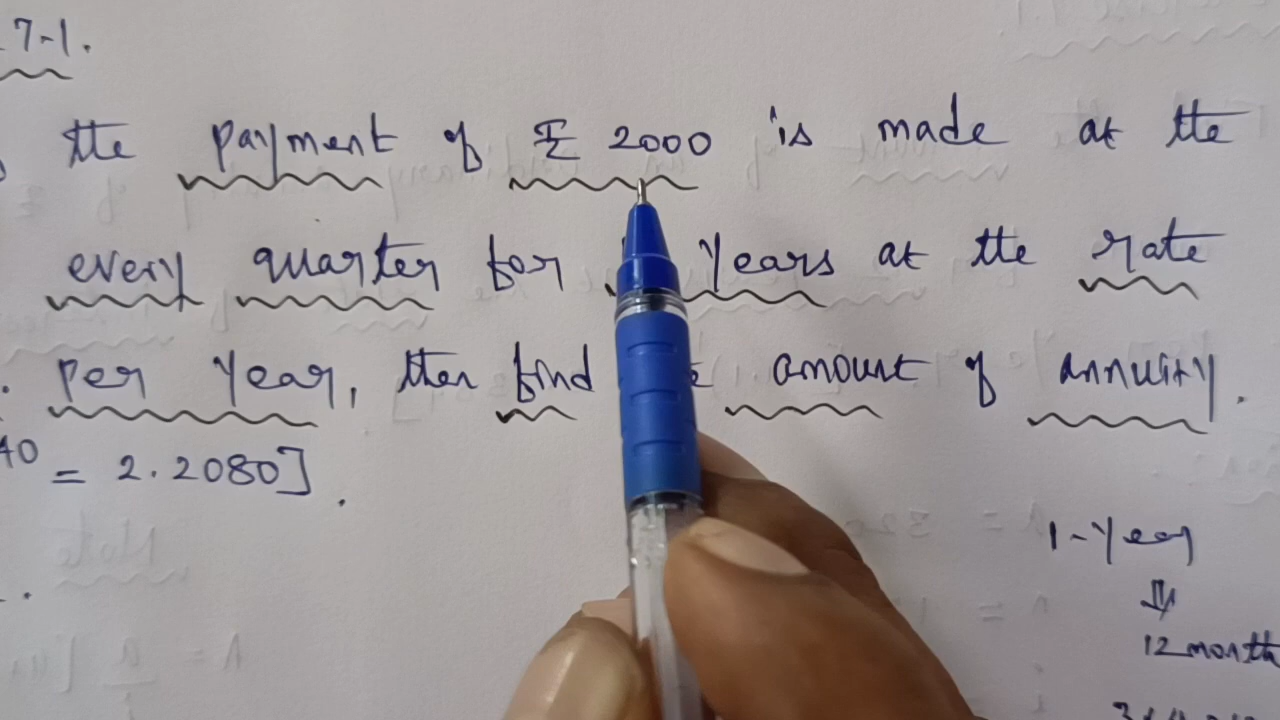 7-1.
the payment of ₹ 2000 is made at the
every quarter for years at the rate
per year, then find amount of annuity.
40 = 2.2080].
1-year
⇓
12 month